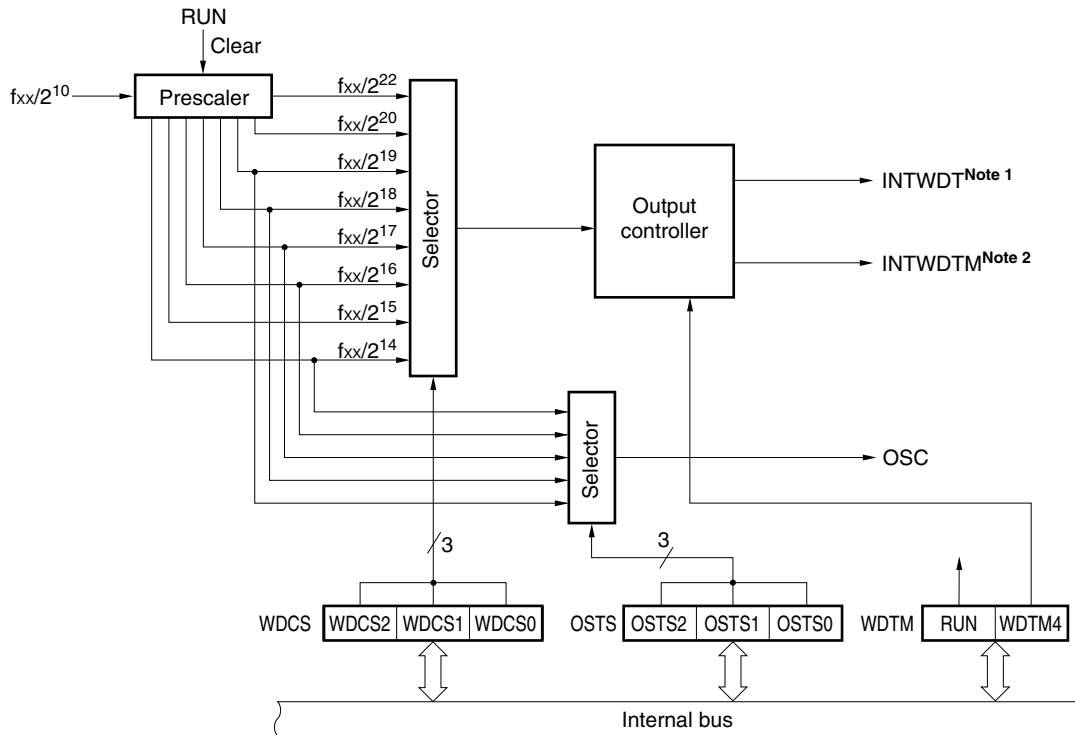 RUN
Clear
fxx/2^10
Prescaler
fxx/2^22
fxx/2^20
fxx/2^19
fxx/2^18
fxx/2^17
fxx/2^16
fxx/2^15
fxx/2^14
Selector
Output
controller
INTWDT^Note 1
INTWDTM^Note 2
Selector
OSC
3
3
WDCS WDCS2 WDCS1 WDCS0
OSTS OSTS2 OSTS1 OSTS0
WDTM RUN WDTM4
Internal bus